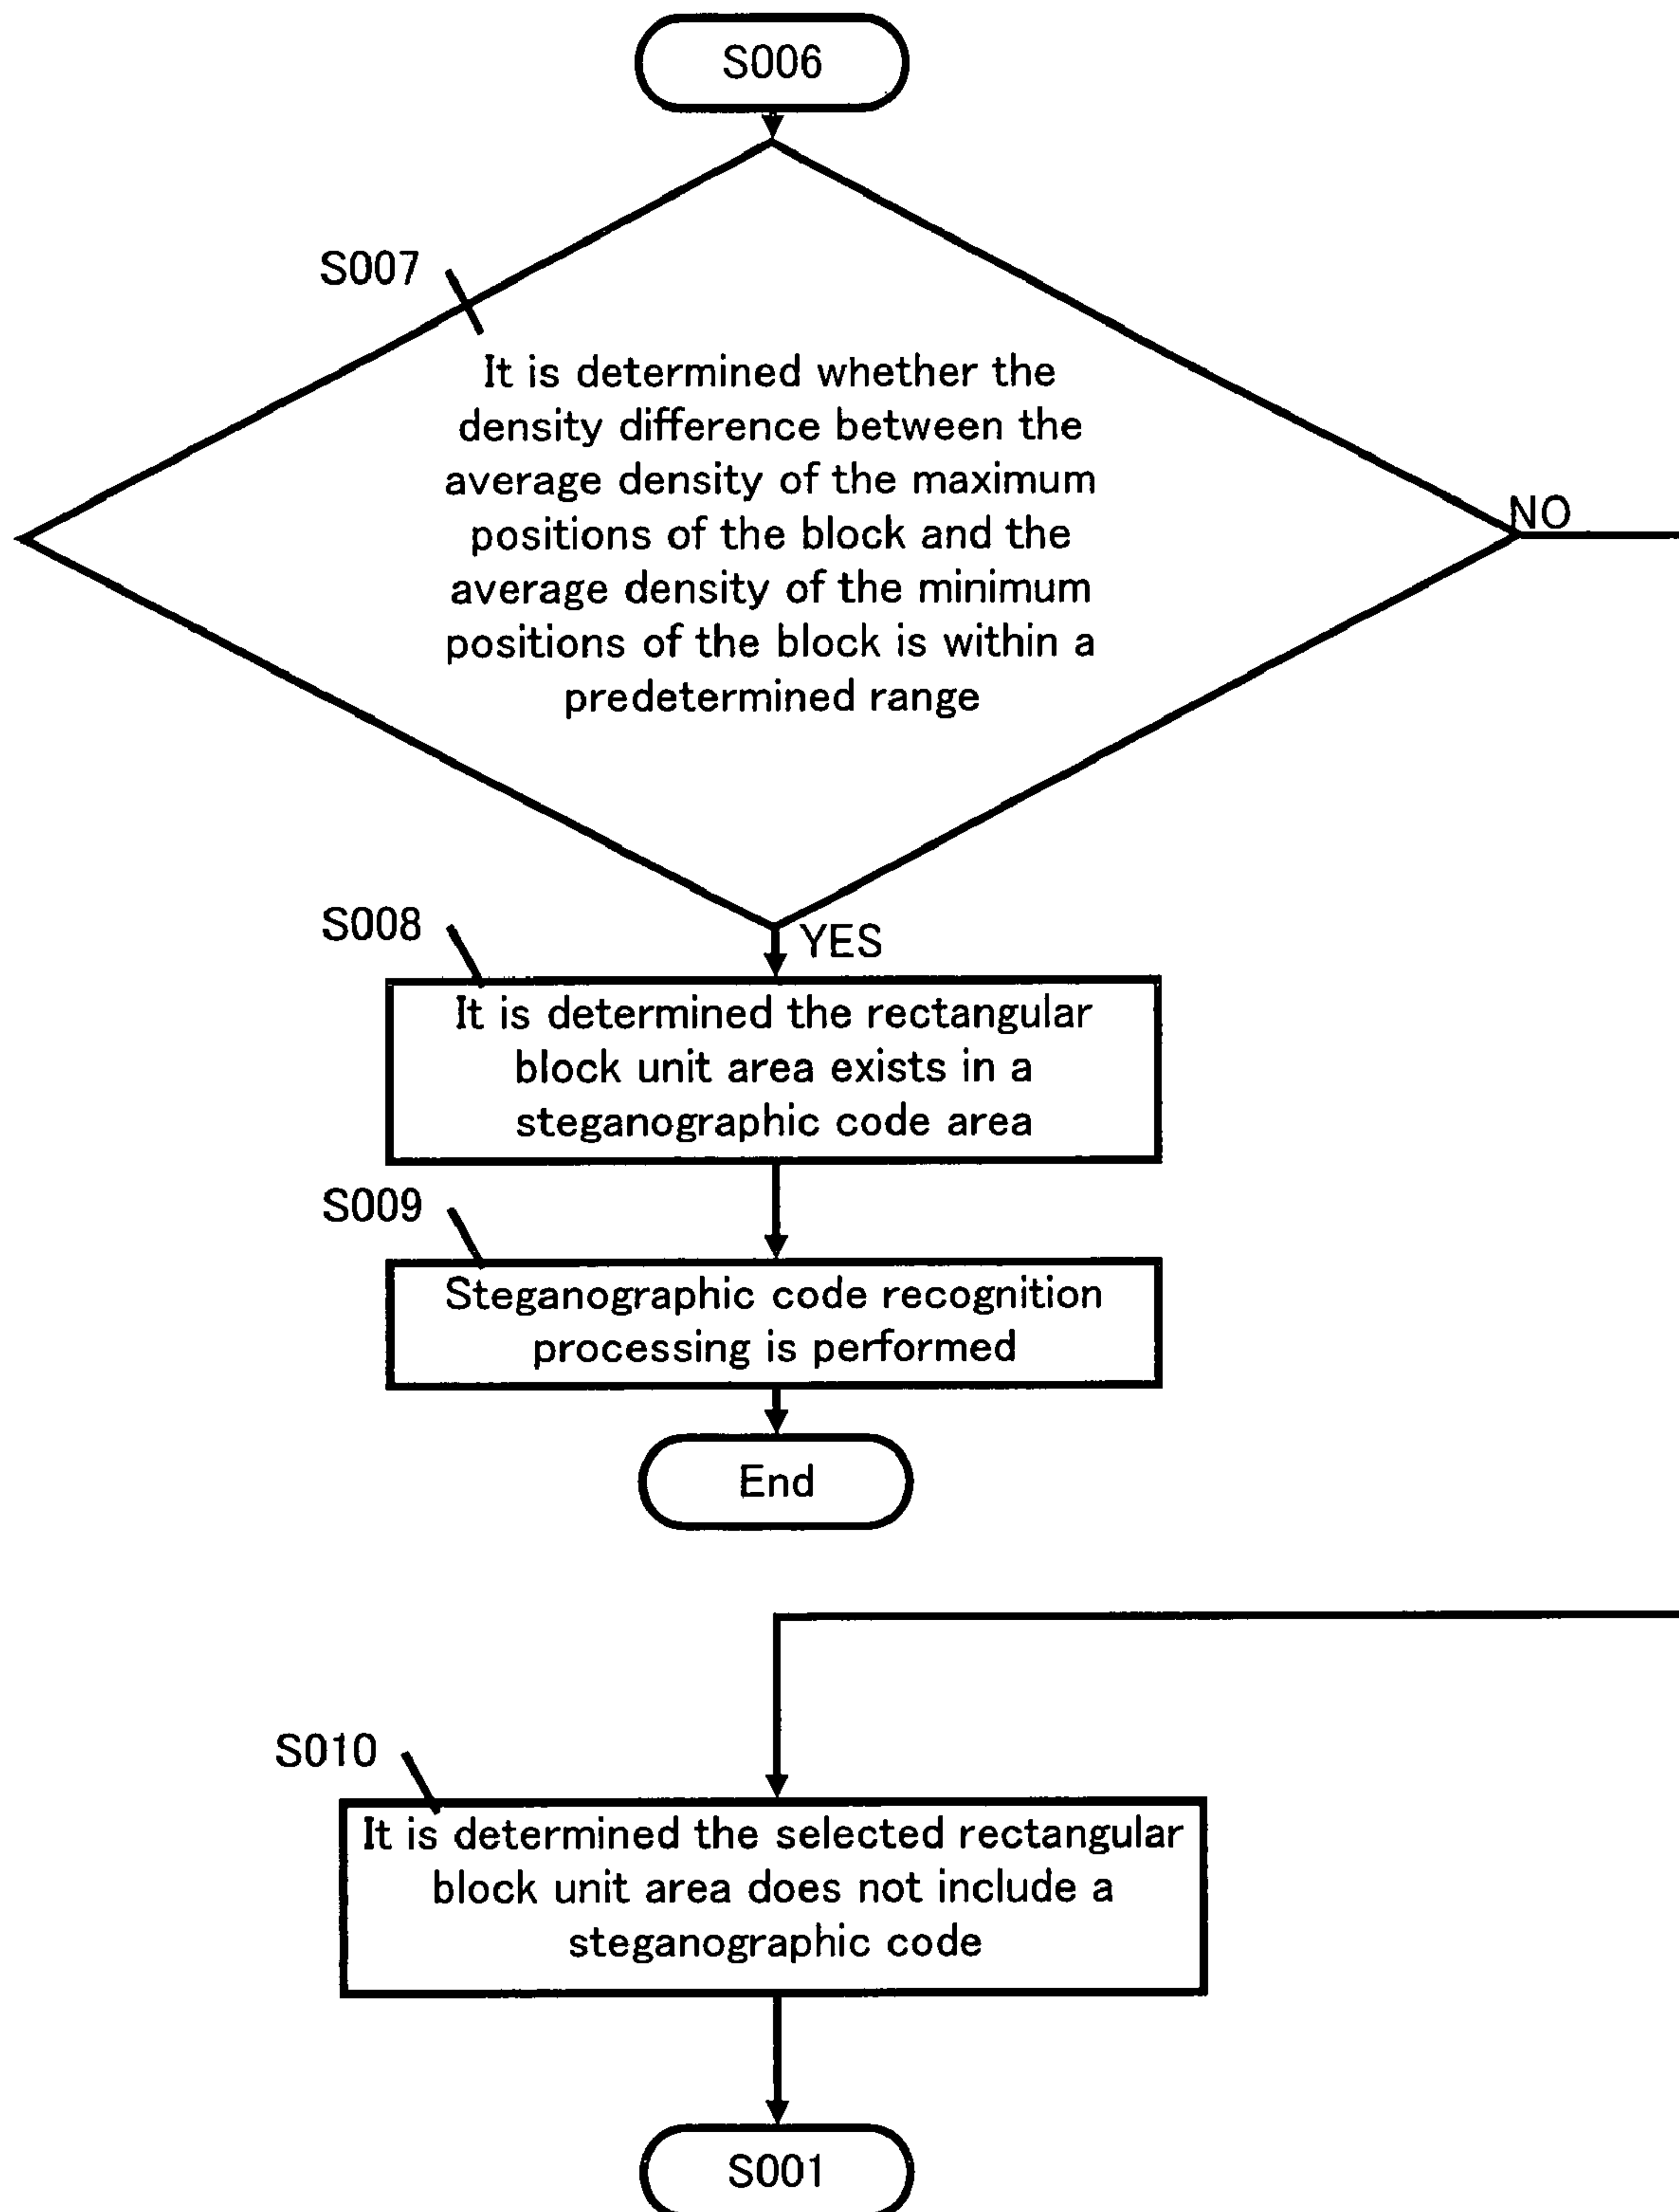 S006
S007
It is determined whether the
density difference between the
average density of the maximum
positions of the block and the
average density of the minimum
positions of the block is within a
predetermined range
NO
YES
S008
It is determined the rectangular
block unit area exists in a
steganographic code area
S009
Steganographic code recognition
processing is performed
End
S010
It is determined the selected rectangular
block unit area does not include a
steganographic code
S001